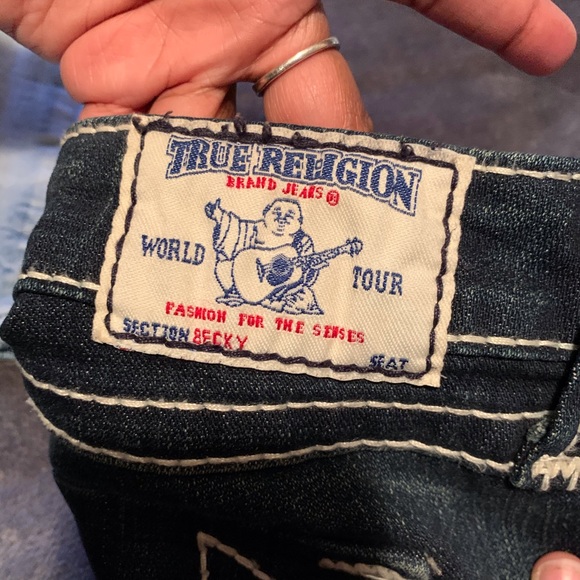 TRUE RELIGION
BRAND JEANS ®
WORLD TOUR
FASHION FOR THE SENSES
SECTION BECKY SEAT